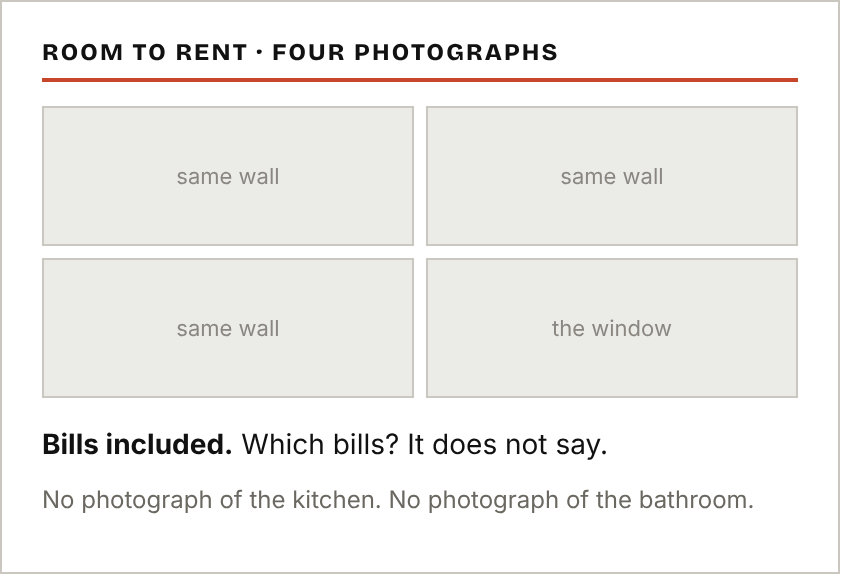 ROOM TO RENT · FOUR PHOTOGRAPHS
same wall
same wall
same wall
the window
Bills included. Which bills? It does not say.
No photograph of the kitchen. No photograph of the bathroom.